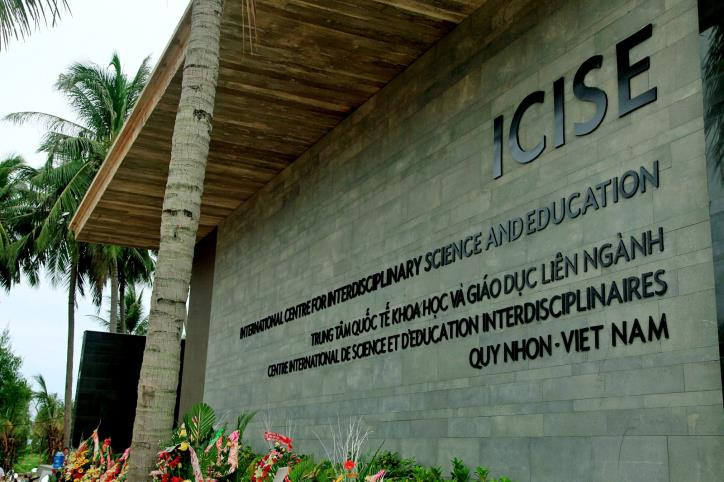 ICISE
INTERNATIONAL CENTRE FOR INTERDISCIPLINARY SCIENCE AND EDUCATION
TRUNG TÂM QUỐC TẾ KHOA HỌC VÀ GIÁO DỤC LIÊN NGÀNH
CENTRE INTERNATIONAL DE SCIENCE ET D'EDUCATION INTERDISCIPLINAIRES
QUY NHON - VIET NAM